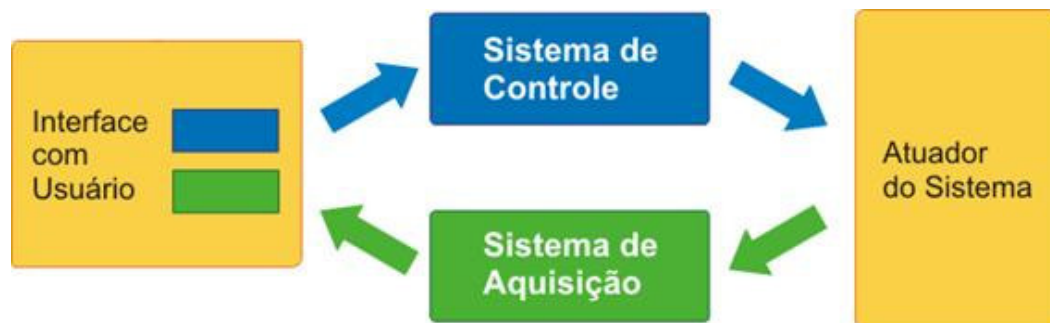 Interface
com
Usuário
Sistema de
Controle
Sistema de
Aquisição
Atuador
do Sistema